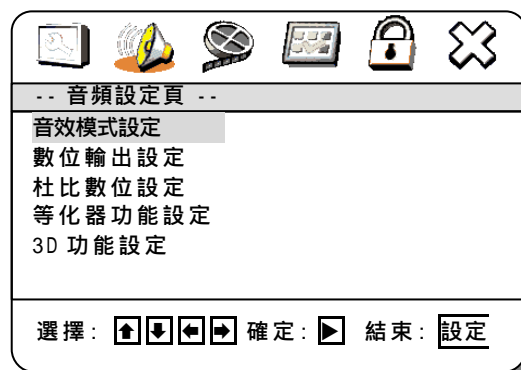 -- 音頻設定頁 --
音效模式設定
數位輸出設定
杜比數位設定
等化器功能設定
3D 功能設定
選擇: 確定: 結束: 設定